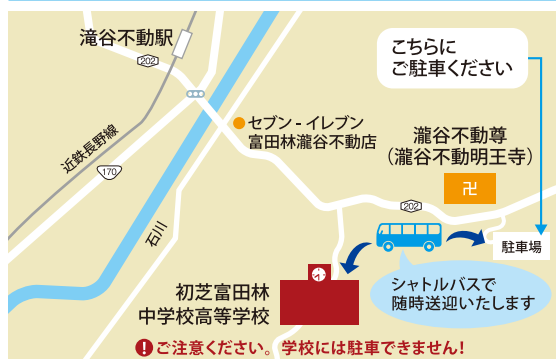 滝谷不動駅
202
こちらに
ご駐車ください
セブン - イレブン
富田林瀧谷不動店
瀧谷不動尊
（瀧谷不動明王寺）
近鉄長野線
170
卍
石川
202
駐車場
初芝富田林
中学校高等学校
シャトルバスで
随時送迎いたします
ご注意ください。学校には駐車できません！